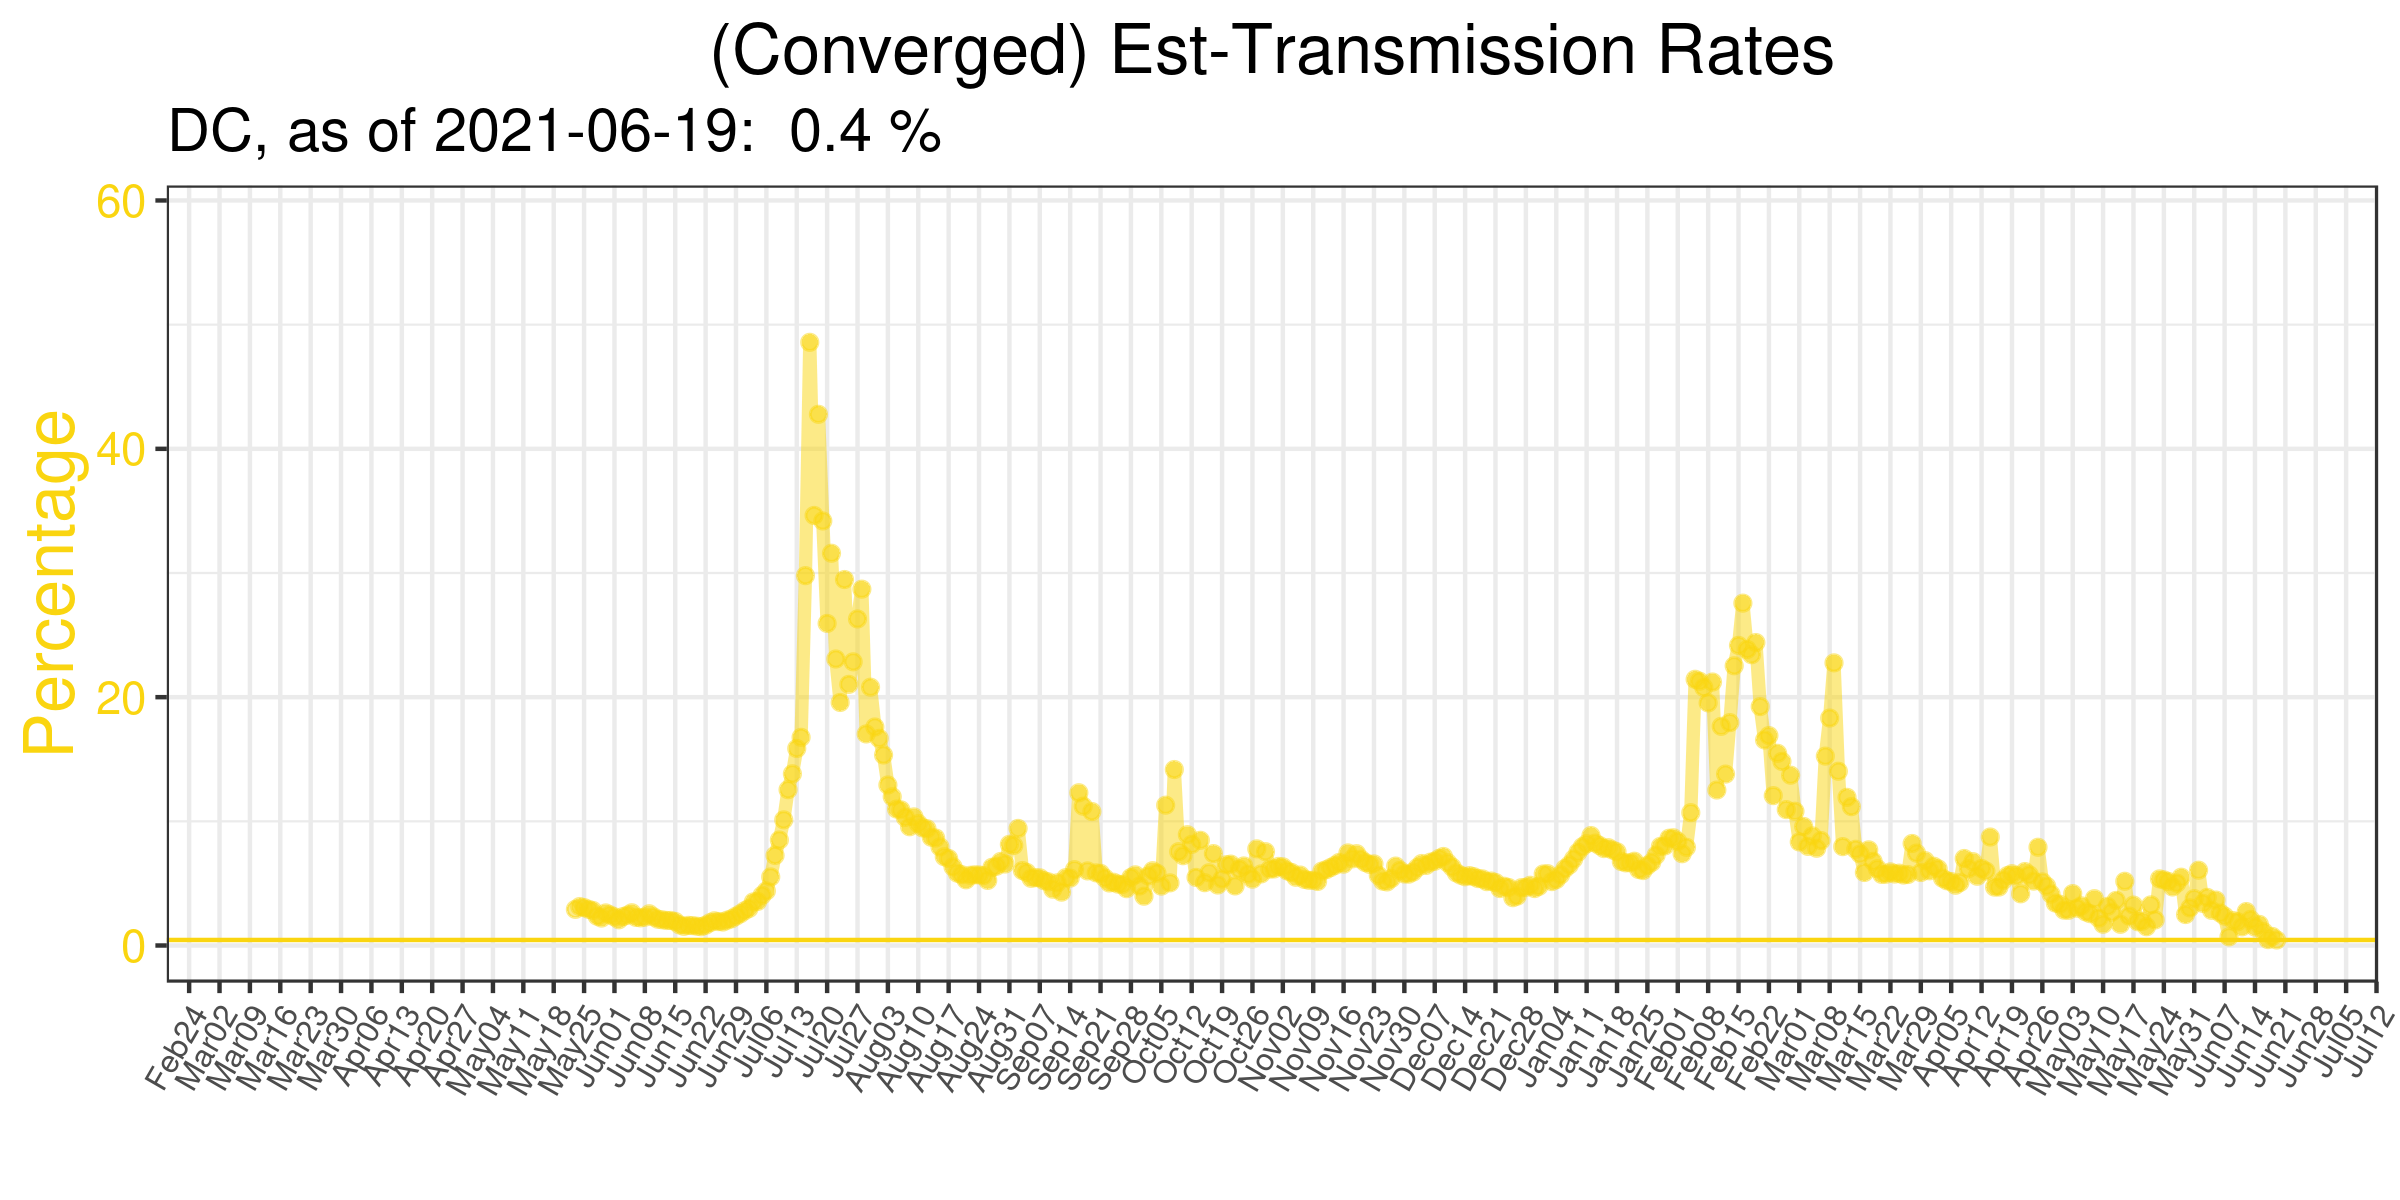 (Converged) Est-Transmission Rates
DC, as of 2021-06-19: 0.4 %
Percentage
60
40
20
0
Feb24
Mar02
Mar09
Mar16
Mar23
Mar30
Apr06
Apr13
Apr20
Apr27
May04
May11
May18
May25
Jun01
Jun08
Jun15
Jun22
Jun29
Jul06
Jul13
Jul20
Jul27
Aug03
Aug10
Aug17
Aug24
Aug31
Sep07
Sep14
Sep21
Sep28
Oct05
Oct12
Oct19
Oct26
Nov02
Nov09
Nov16
Nov23
Nov30
Dec07
Dec14
Dec21
Dec28
Jan04
Jan11
Jan18
Jan25
Feb01
Feb08
Feb15
Feb22
Mar01
Mar08
Mar15
Mar22
Mar29
Apr05
Apr12
Apr19
Apr26
May03
May10
May17
May24
May31
Jun07
Jun14
Jun21
Jun28
Jul05
Jul12